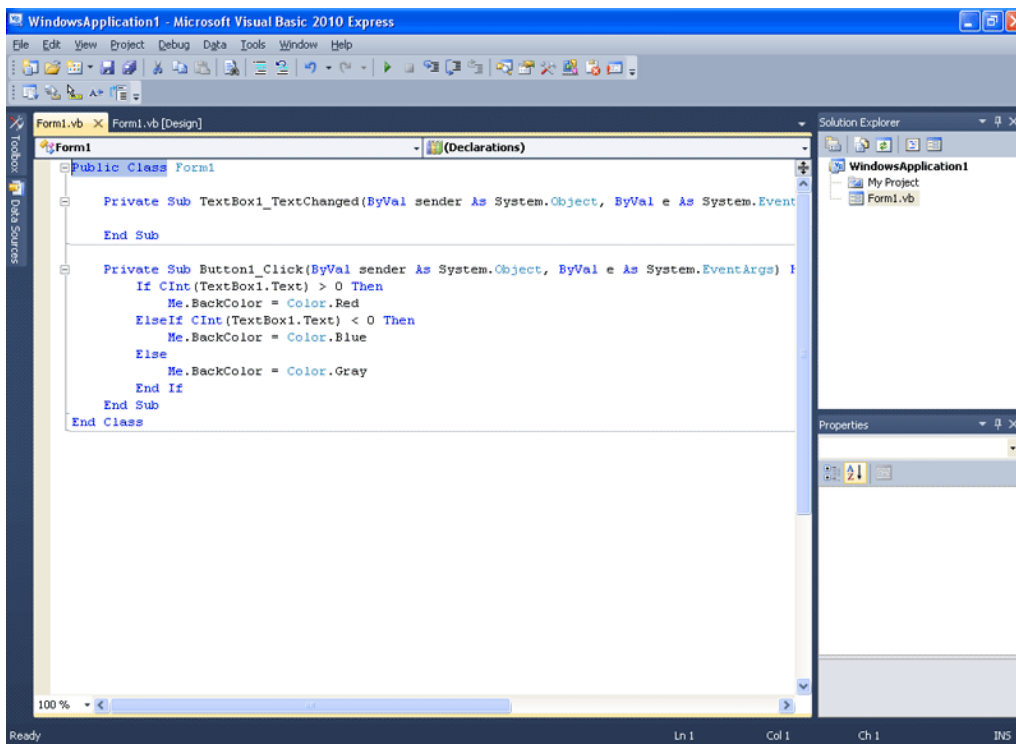 WindowsApplication1 - Microsoft Visual Basic 2010 Express
File Edit View Project Debug Data Tools Window Help
Form1.vb Form1.vb [Design]
Form1 (Declarations)
Public Class Form1
Private Sub TextBox1_TextChanged(ByVal sender As System.Object, ByVal e As System.Event
End Sub
Private Sub Button1_Click(ByVal sender As System.Object, ByVal e As System.EventArgs) H
If CInt(TextBox1.Text) > 0 Then
Me.BackColor = Color.Red
ElseIf CInt(TextBox1.Text) < 0 Then
Me.BackColor = Color.Blue
Else
Me.BackColor = Color.Gray
End If
End Sub
End Class
Toolbox
Data Sources
Solution Explorer
WindowsApplication1
My Project
Form1.vb
Properties
100 %
Ready Ln 1 Col 1 Ch 1 INS